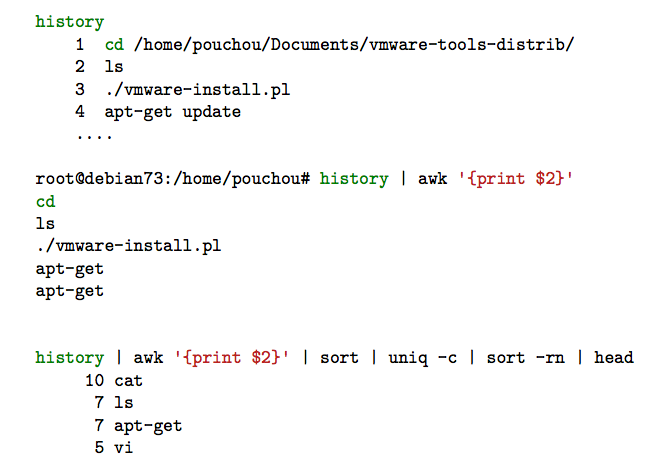 history
    1  cd /home/pouchou/Documents/vmware-tools-distrib/
    2  ls
    3  ./vmware-install.pl
    4  apt-get update
    ....
root@debian73:/home/pouchou# history | awk '{print $2}'
cd
ls
./vmware-install.pl
apt-get
apt-get
history | awk '{print $2}' | sort | uniq -c | sort -rn | head
     10 cat
      7 ls
      7 apt-get
      5 vi